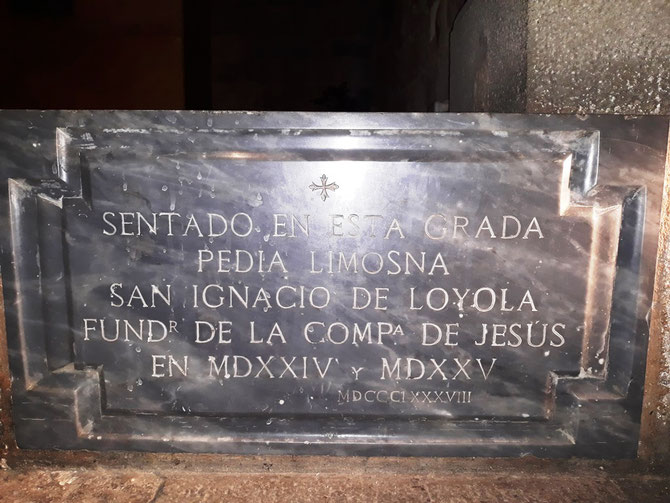 SENTADO EN ESTA GRADA
PEDIA LIMOSNA
SAN IGNACIO DE LOYOLA
FUNDᴿ DE LA COMPᴬ DE JESÚS
EN MDXXIV Y MDXXV
MDCCCLXXXVIII